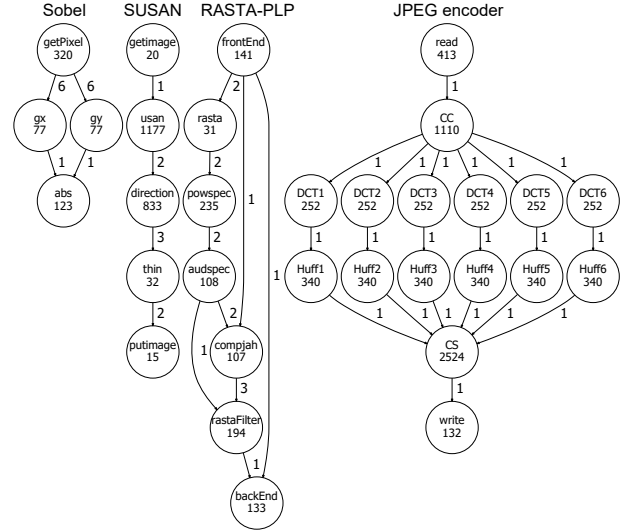 Sobel
SUSAN
RASTA-PLP
JPEG encoder
getPixel
320
6
6
gx
77
gy
77
1
1
abs
123
getimage
20
1
usan
1177
2
direction
833
3
thin
32
2
putimage
15
frontEnd
141
2
1
1
rasta
31
2
powspec
235
2
audspec
108
2
1
compjah
107
3
rastaFilter
194
1
backEnd
133
read
413
1
CC
1110
1
1
1
1
1
1
DCT1
252
DCT2
252
DCT3
252
DCT4
252
DCT5
252
DCT6
252
1
1
1
1
1
1
Huff1
340
Huff2
340
Huff3
340
Huff4
340
Huff5
340
Huff6
340
1
1
1
1
1
1
CS
2524
1
write
132